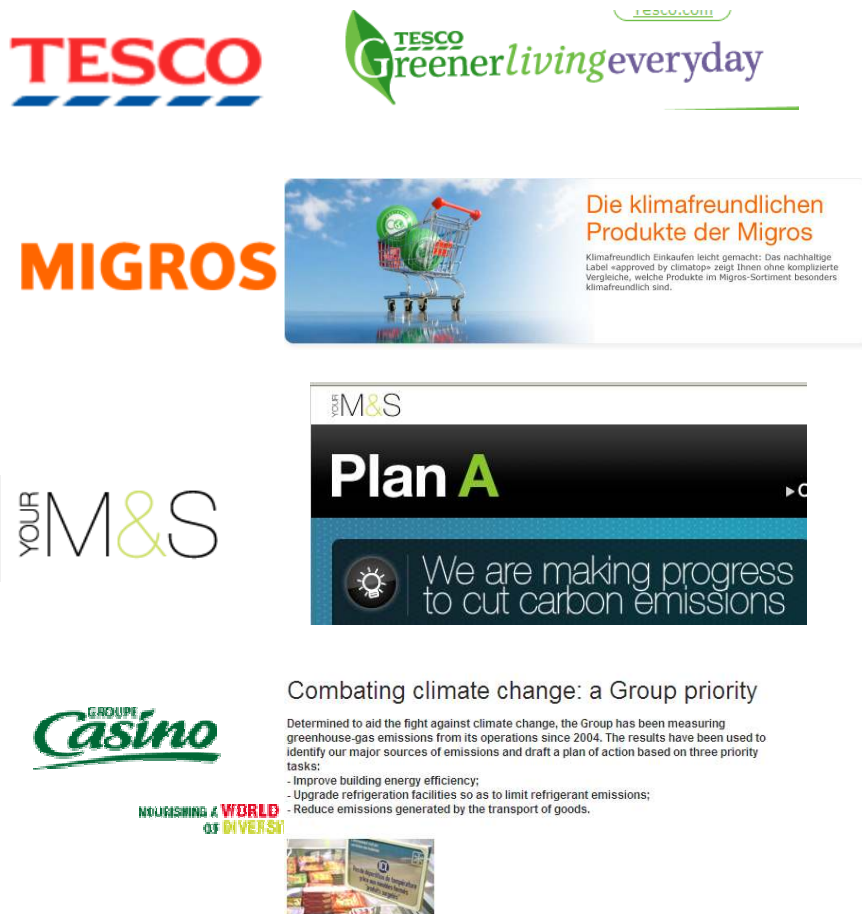 Tesco.com
TESCO
TESCO
Greenerlivingeveryday
MIGROS
Die klimafreundlichen
Produkte der Migros
Klimafreundlich Einkaufen leicht gemacht: Das nachhaltige
Label «approved by climatop» zeigt Ihnen ohne komplizierte
Vergleiche, welche Produkte im Migros-Sortiment besonders
klimafreundlich sind.
YOUR M&S
Plan A
We are making progress
to cut carbon emissions
YOUR M&S
GROUPE
Casino
NOURISHING A WORLD
OF DIVERSI
Combating climate change: a Group priority
Determined to aid the fight against climate change, the Group has been measuring
greenhouse-gas emissions from its operations since 2004. The results have been used to
identify our major sources of emissions and draft a plan of action based on three priority
tasks:
- Improve building energy efficiency;
- Upgrade refrigeration facilities so as to limit refrigerant emissions;
- Reduce emissions generated by the transport of goods.